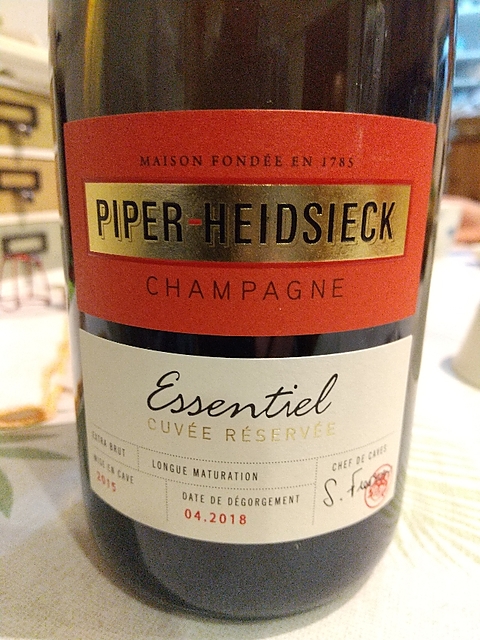 MAISON FONDÉE EN 1785
PIPER-HEIDSIECK
CHAMPAGNE
Essentiel
CUVÉE RÉSERVÉE
EXTRA BRUT
MISE EN CAVE
2015
LONGUE MATURATION
DATE DE DÉGORGEMENT
04.2018
CHEF DE CAVES